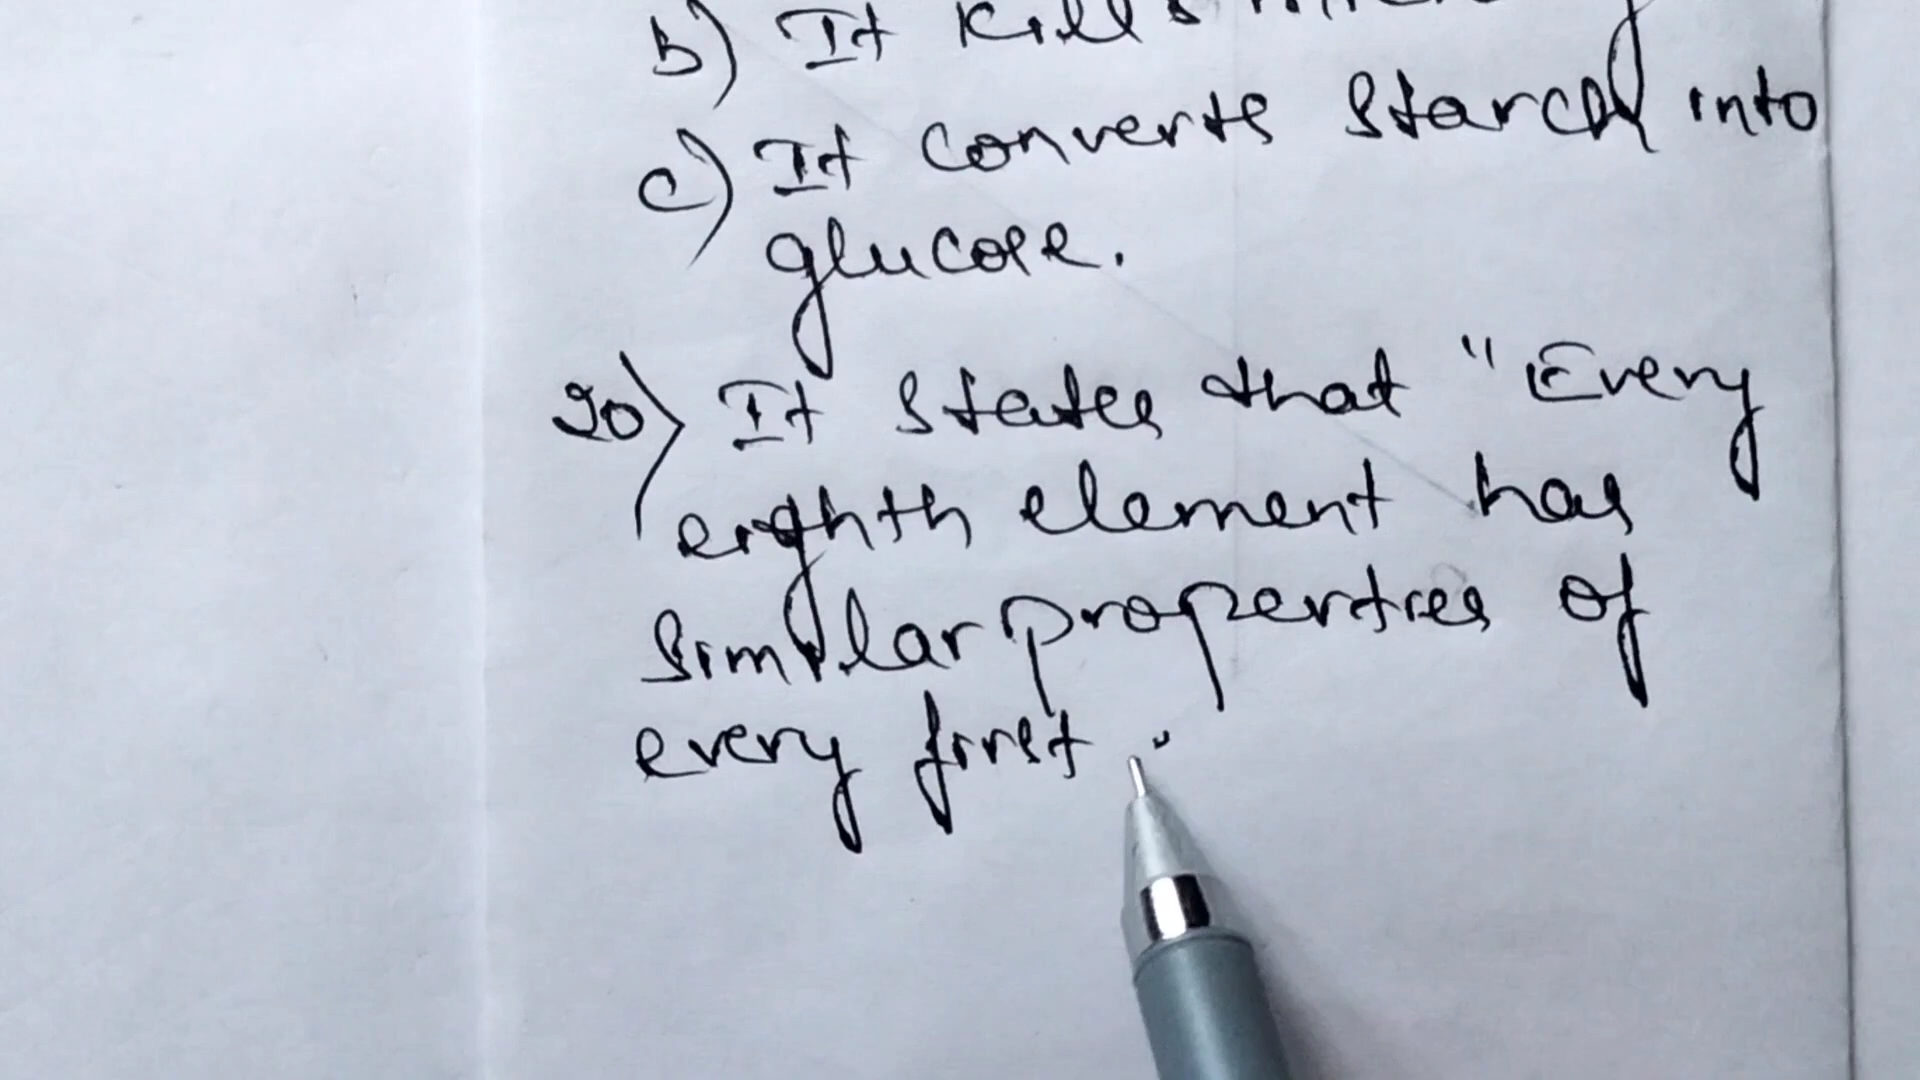 b) It kills
c) It converts starch into
glucose.
20) It states that "Every
eighth element has
similar properties of
every first."